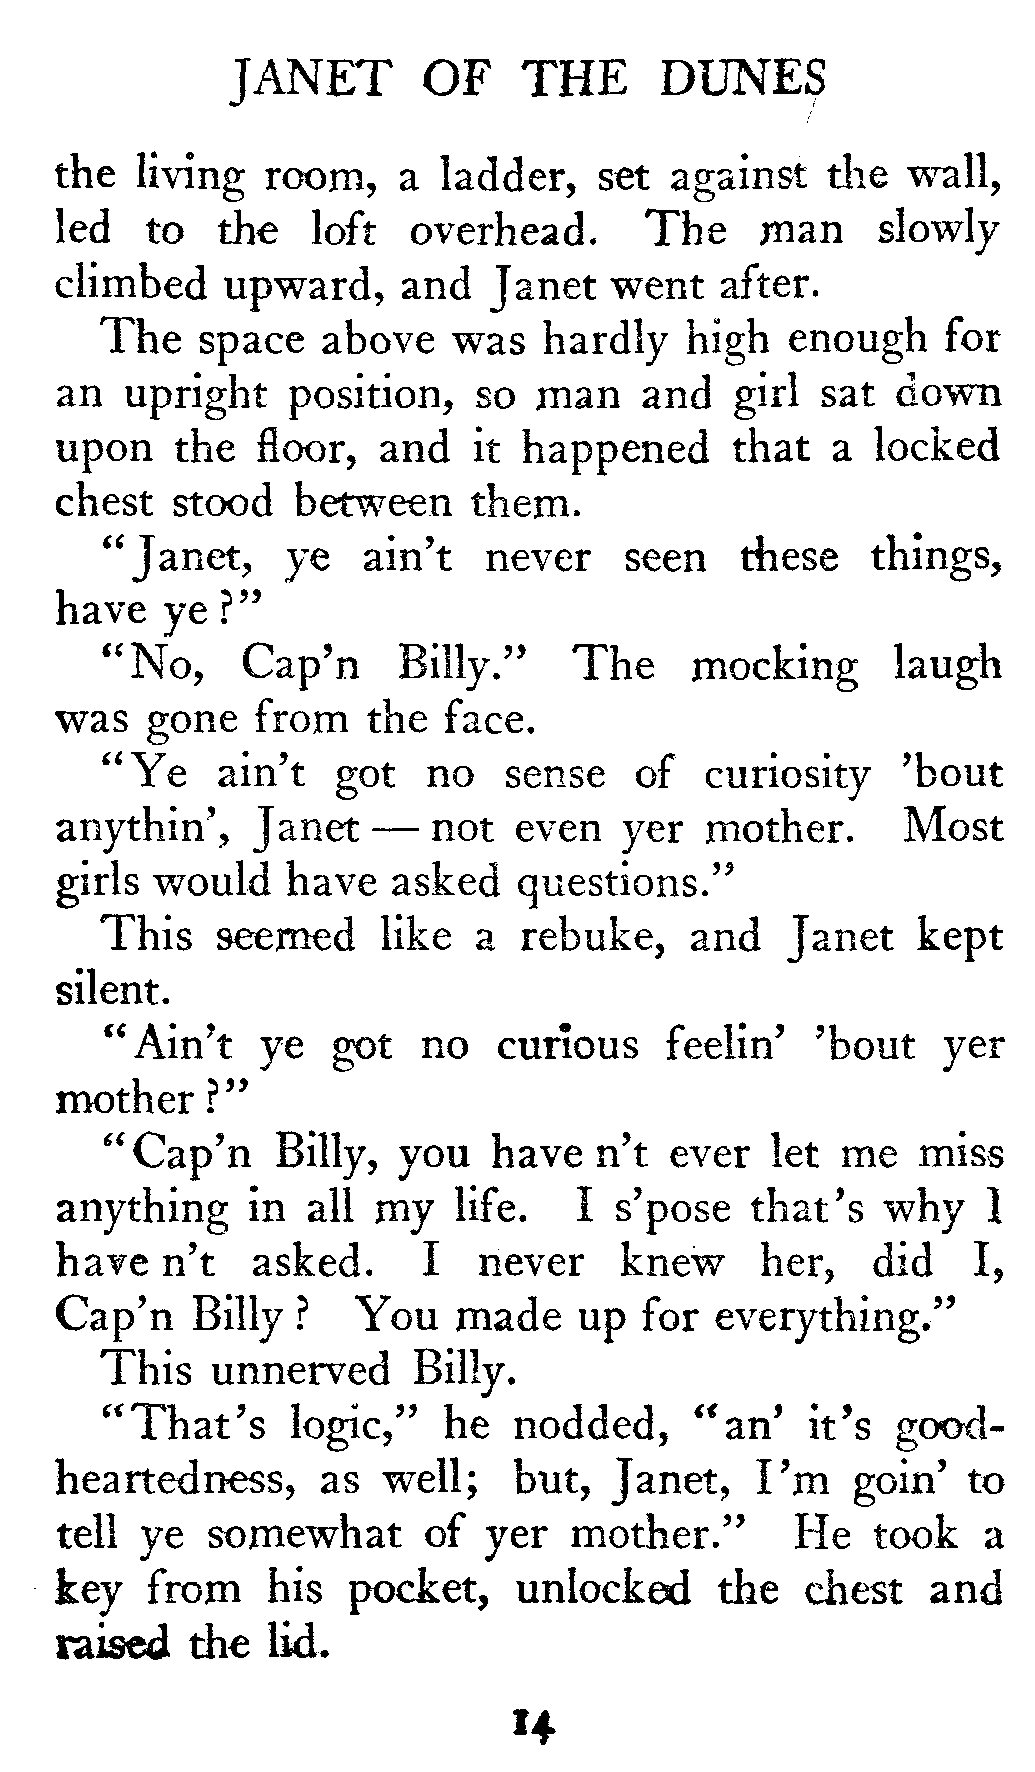 JANET OF THE DUNES
the living room, a ladder, set against the wall,
led to the loft overhead. The man slowly
climbed upward, and Janet went after.
The space above was hardly high enough for
an upright position, so man and girl sat down
upon the floor, and it happened that a locked
chest stood between them.
"Janet, ye ain't never seen these things,
have ye?"
"No, Cap'n Billy." The mocking laugh
was gone from the face.
"Ye ain't got no sense of curiosity 'bout
anythin', Janet — not even yer mother. Most
girls would have asked questions."
This seemed like a rebuke, and Janet kept
silent.
"Ain't ye got no curious feelin' 'bout yer
mother?"
"Cap'n Billy, you have n't ever let me miss
anything in all my life. I s'pose that's why I
have n't asked. I never knew her, did I,
Cap'n Billy? You made up for everything."
This unnerved Billy.
"That's logic," he nodded, "an' it's good-
heartedness, as well; but, Janet, I'm goin' to
tell ye somewhat of yer mother." He took a
key from his pocket, unlocked the chest and
raised the lid.
14